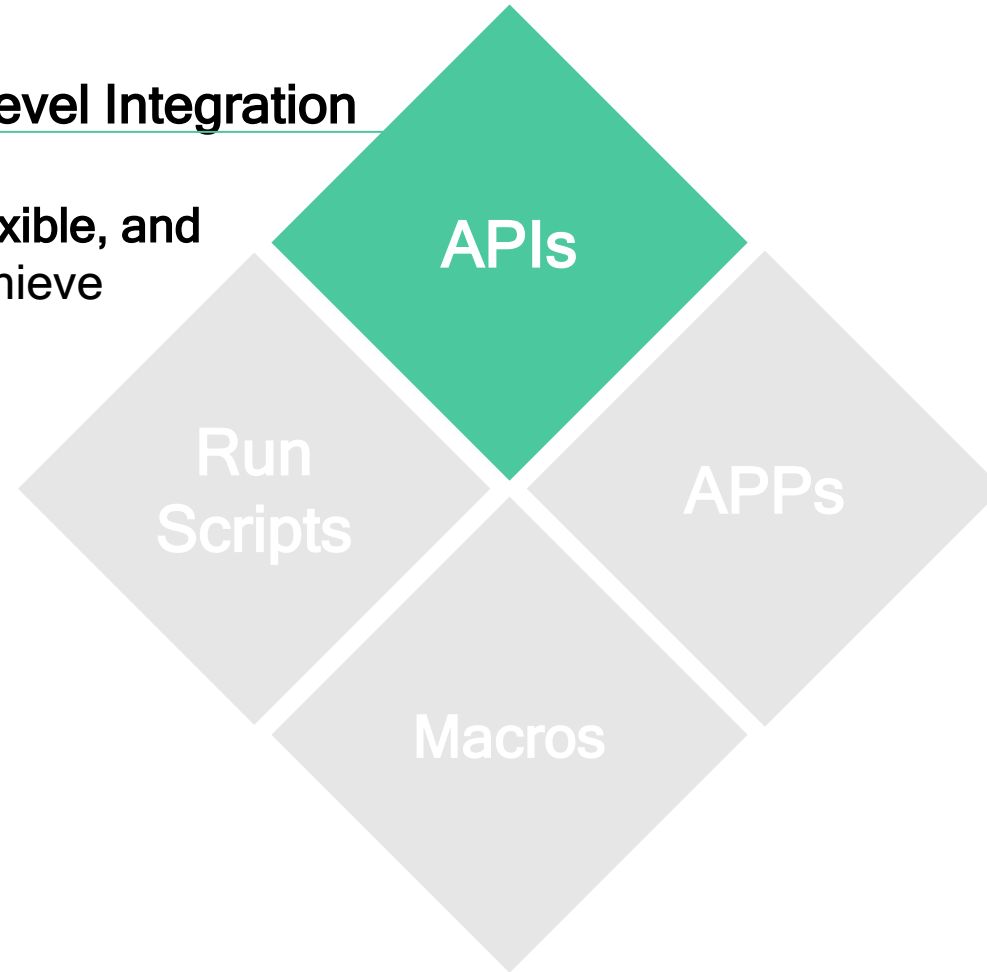 evel Integration
xible, and
hieve
APIs
Run
Scripts
APPs
Macros